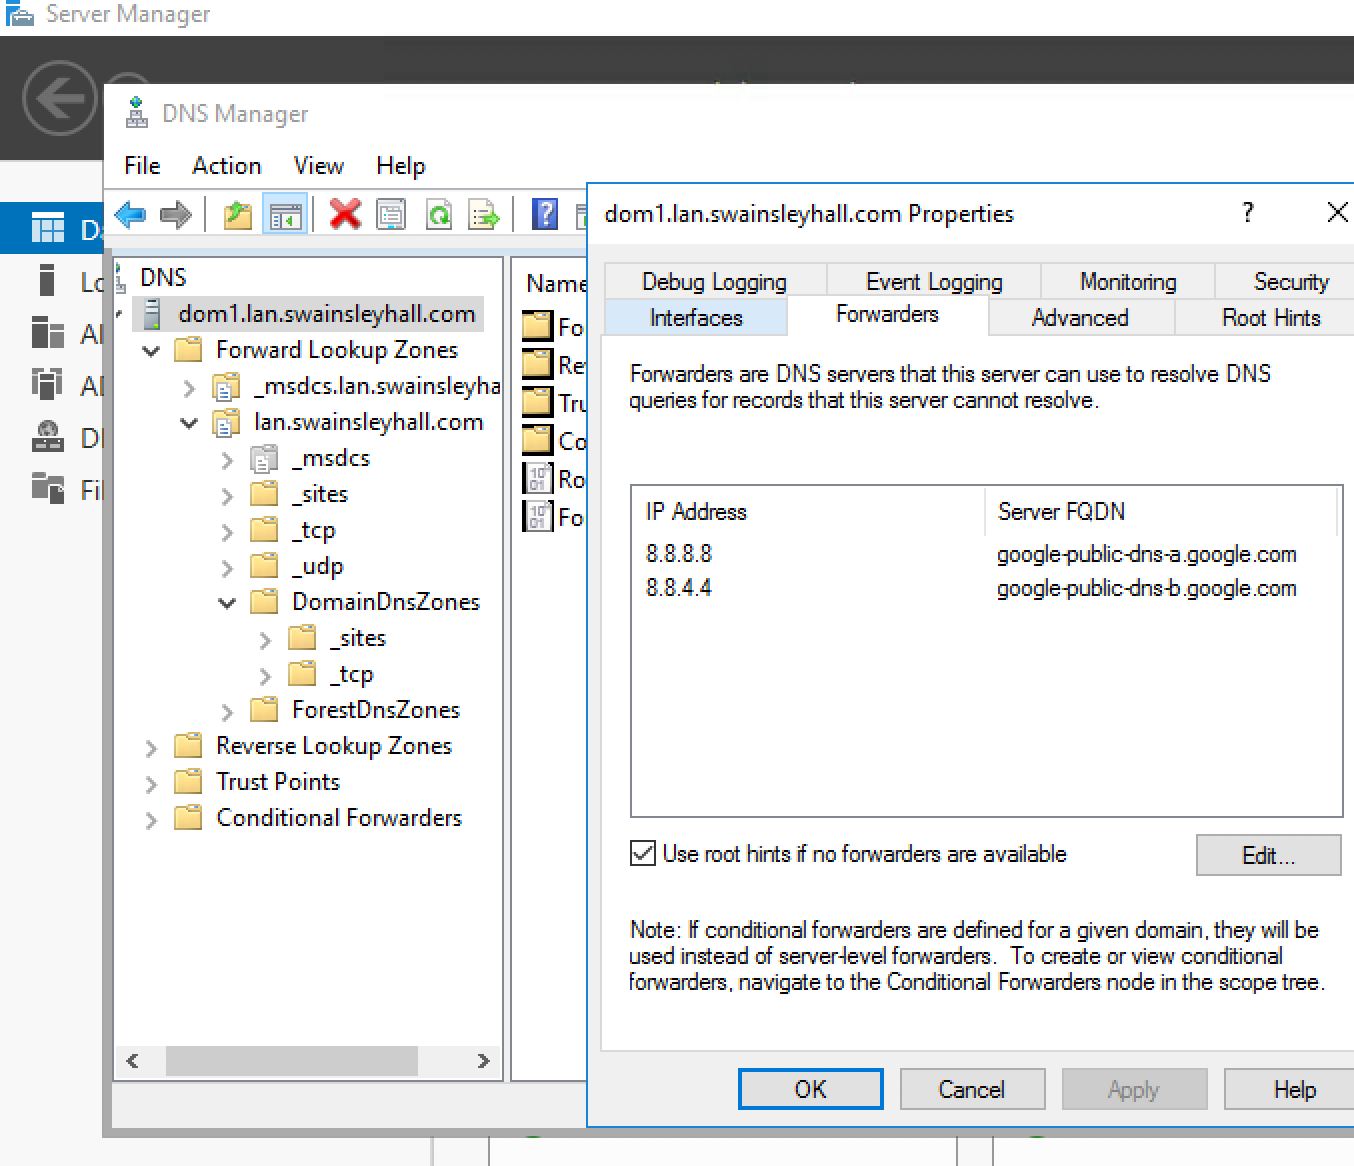 Server Manager
DNS Manager
File Action View Help
DNS
dom1.lan.swainsleyhall.com
Forward Lookup Zones
_msdcs.lan.swainsleyha
lan.swainsleyhall.com
_msdcs
_sites
_tcp
_udp
DomainDnsZones
_sites
_tcp
ForestDnsZones
Reverse Lookup Zones
Trust Points
Conditional Forwarders
Name
Fo
Re
Tru
Co
Ro
Fo
dom1.lan.swainsleyhall.com Properties
Debug Logging Event Logging Monitoring Security
Interfaces Forwarders Advanced Root Hints
Forwarders are DNS servers that this server can use to resolve DNS
queries for records that this server cannot resolve.
IP Address Server FQDN
8.8.8.8 google-public-dns-a.google.com
8.8.4.4 google-public-dns-b.google.com
Use root hints if no forwarders are available
Edit...
Note: If conditional forwarders are defined for a given domain, they will be
used instead of server-level forwarders. To create or view conditional
forwarders, navigate to the Conditional Forwarders node in the scope tree.
OK Cancel Apply Help